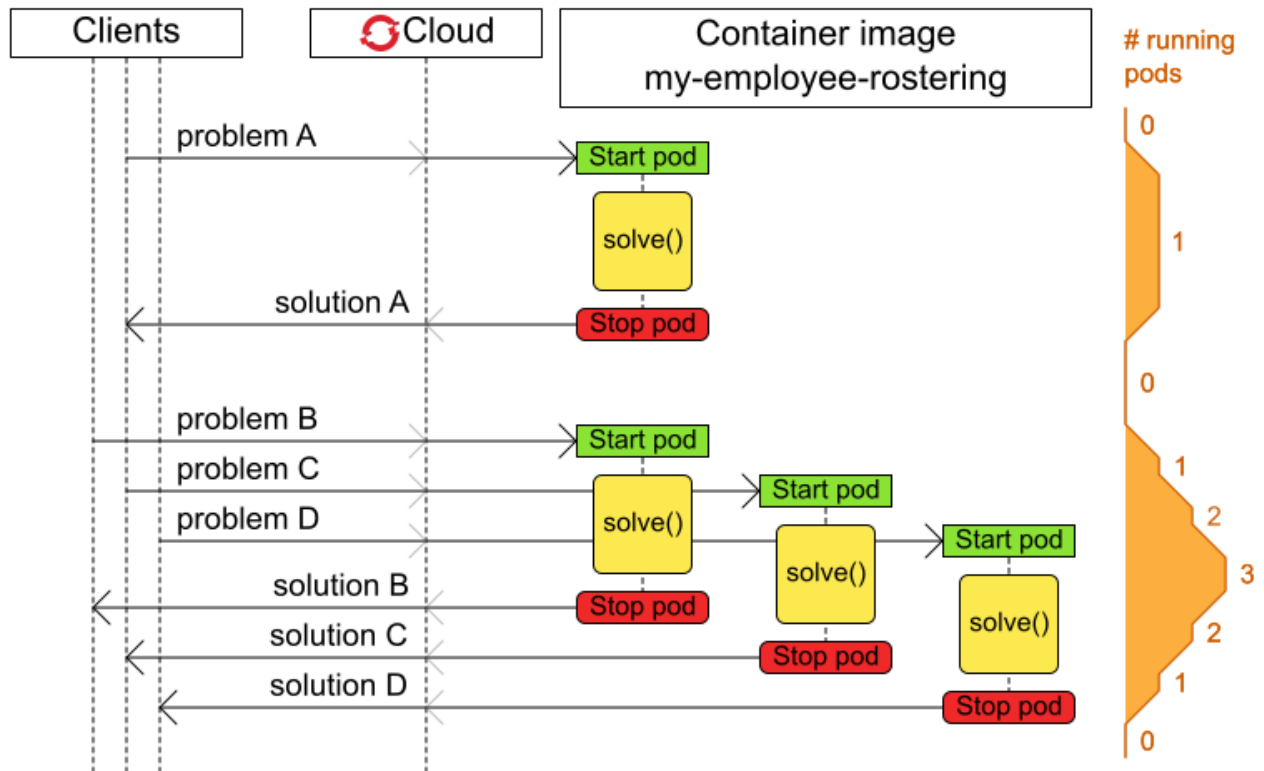 Clients
Cloud
Container image
my-employee-rostering
# running
pods
0
problem A
Start pod
solve()
1
solution A
Stop pod
0
problem B
Start pod
problem C
1
Start pod
problem D
2
solve()
Start pod
solve()
3
solution B
Stop pod
solve()
solution C
2
Stop pod
solution D
1
Stop pod
0